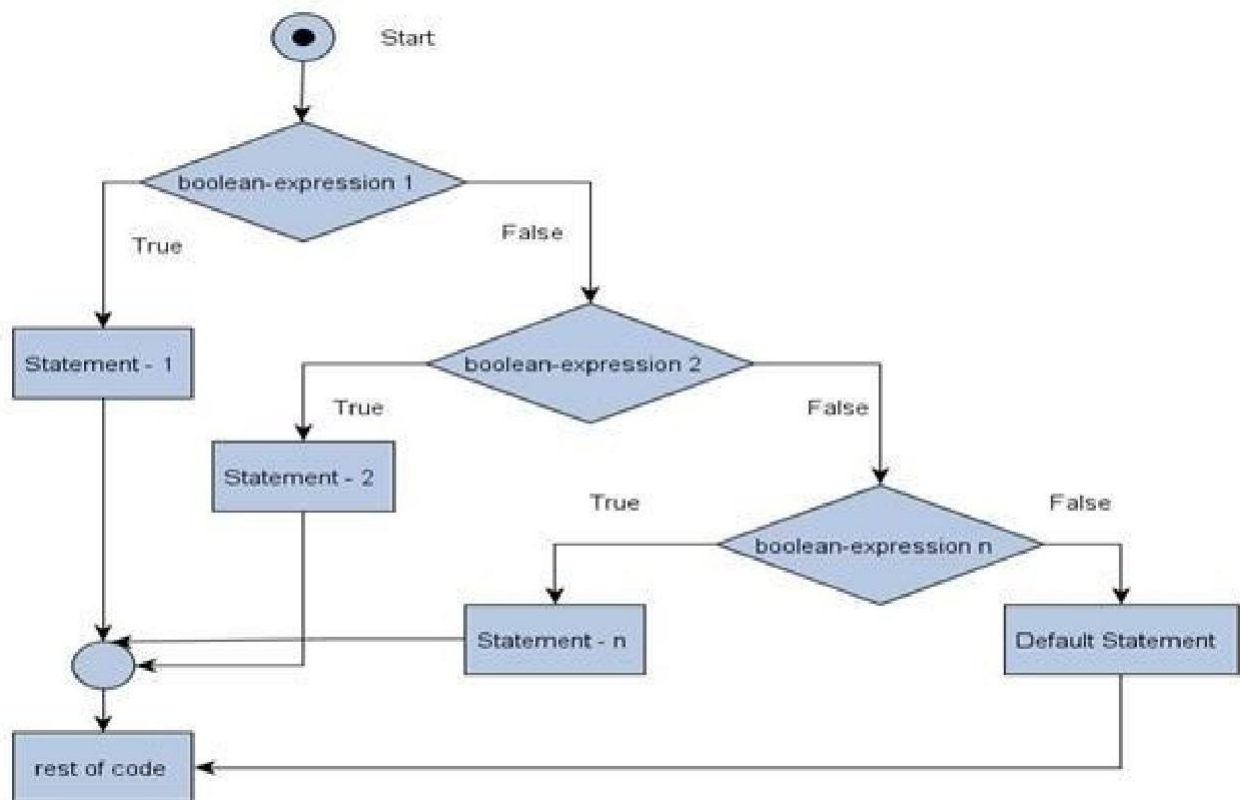 Start
boolean-expression 1
True
False
Statement - 1
boolean-expression 2
True
False
Statement - 2
True
False
boolean-expression n
Statement - n
Default Statement
rest of code